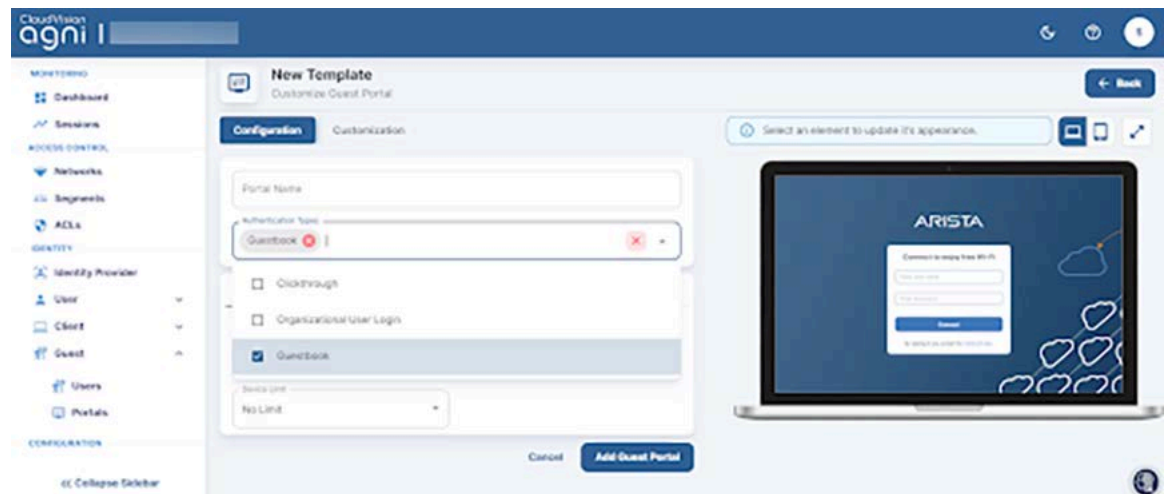 CloudVision
agni
MONITORING
Dashboard
Sessions
ACCESS CONTROL
Networks
Segments
ACLs
IDENTITY
Identity Provider
User
Client
Guest
Users
Portals
CONFIGURATION
Collapse Sidebar
New Template
Customize Guest Portal
Back
Configuration
Customization
Portal Name
Authentication Types
Guestbook
Clickthrough
Organizational User Login
Guestbook
Device Limit
No Limit
Cancel
Add Guest Portal
Select an element to update it's appearance.
ARISTA
Connect to enjoy free Wi-Fi
Connect